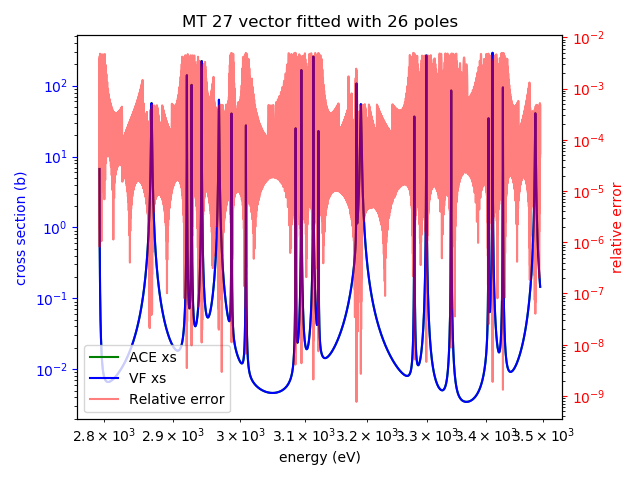 MT 27 vector fitted with 26 poles
cross section (b)
10²
10¹
10⁰
10⁻¹
10⁻²
10⁻²
10⁻³
10⁻⁴
10⁻⁵
10⁻⁶
10⁻⁷
10⁻⁸
10⁻⁹
relative error
ACE xs
VF xs
Relative error
2.8 × 10³ 2.9 × 10³ 3 × 10³ 3.1 × 10³ 3.2 × 10³ 3.3 × 10³ 3.4 × 10³ 3.5 × 10³
energy (eV)